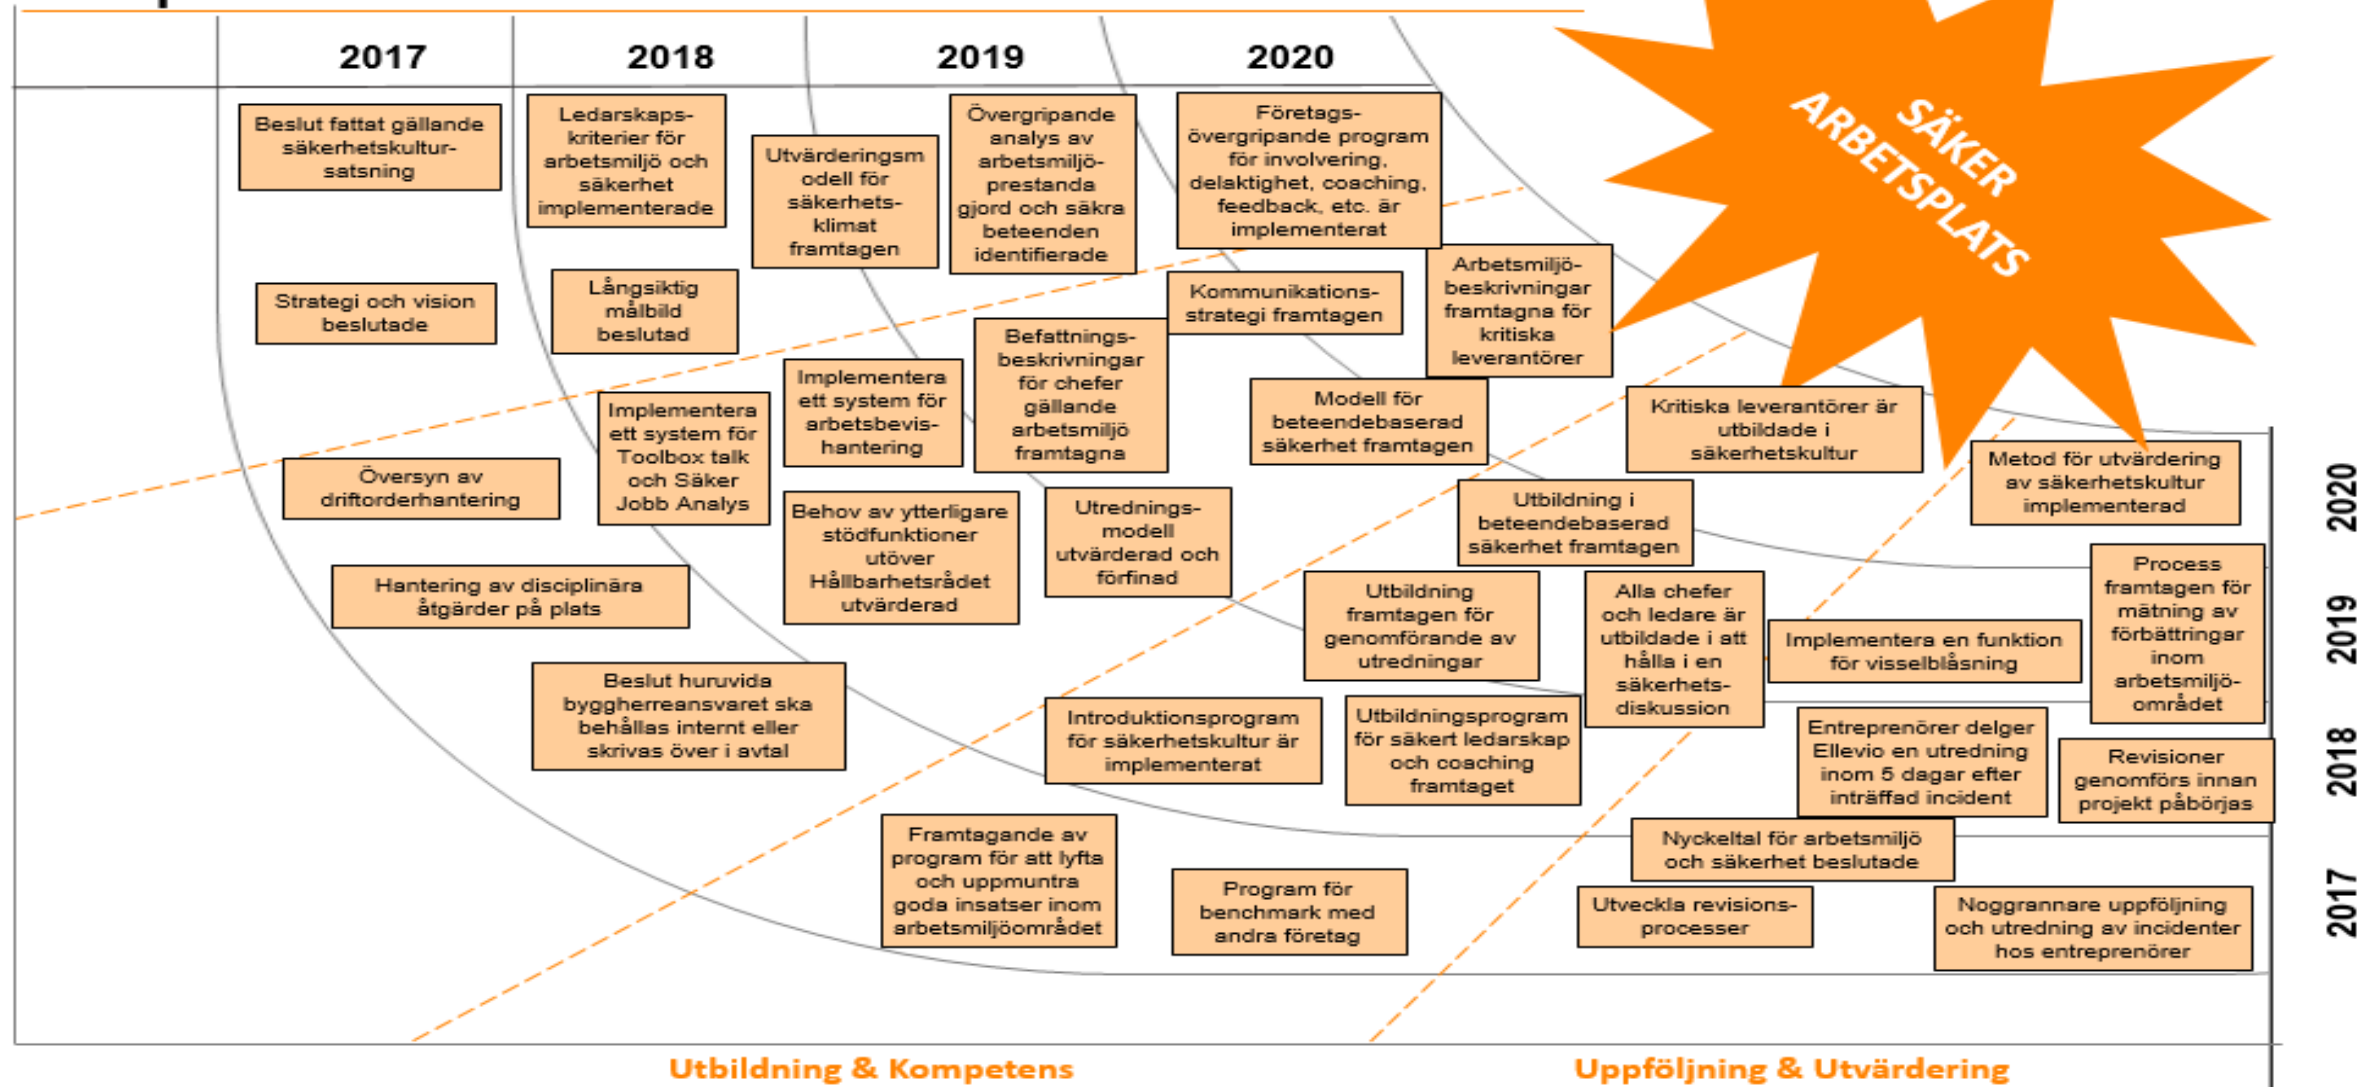 2017
2018
2019
2020
SÄKER
ARBETSPLATS
Beslut fattat gällande
säkerhetskultur-
satsning
Ledarskaps-
kriterier för
arbetsmiljö och
säkerhet
implementerade
Utvärderingsm
odell för
säkerhets-
klimat
framtagen
Övergripande
analys av
arbetsmiljö-
prestanda
gjord och säkra
beteenden
identifierade
Företags-
övergripande program
för involvering,
delaktighet, coaching,
feedback, etc. är
implementerat
Strategi och vision
beslutade
Långsiktig
målbild
beslutad
Kommunikations-
strategi framtagen
Arbetsmiljö-
beskrivningar
framtagna för
kritiska
leverantörer
Befattnings-
beskrivningar
för chefer
gällande
arbetsmiljö
framtagna
Implementera
ett system för
arbetsbevis-
hantering
Implementera
ett system för
Toolbox talk
och Säker
Jobb Analys
Modell för
beteendebaserad
säkerhet framtagen
Kritiska leverantörer är
utbildade i
säkerhetskultur
Metod för utvärdering
av säkerhetskultur
implementerad
2020
Översyn av
driftorderhantering
Behov av ytterligare
stödfunktioner
utöver
Hållbarhetsrådet
utvärderad
Utrednings-
modell
utvärderad och
förfinad
Utbildning i
beteendebaserad
säkerhet framtagen
Hantering av disciplinära
åtgärder på plats
Utbildning
framtagen för
genomförande av
utredningar
Alla chefer
och ledare är
utbildade i att
hålla i en
säkerhets-
diskussion
Implementera en funktion
för visselblåsning
Process
framtagen för
mätning av
förbättringar
inom
arbetsmiljö-
området
2019
Beslut huruvida
byggherreansvaret ska
behållas internt eller
skrivas över i avtal
Introduktionsprogram
för säkerhetskultur är
implementerat
Utbildningsprogram
för säkert ledarskap
och coaching
framtaget
Entreprenörer delger
Ellevio en utredning
inom 5 dagar efter
inträffad incident
Revisioner
genomförs innan
projekt påbörjas
2018
Framtagande av
program för att lyfta
och uppmuntra
goda insatser inom
arbetsmiljöområdet
Program för
benchmark med
andra företag
Nyckeltal för arbetsmiljö
och säkerhet beslutade
Utveckla revisions-
processer
Noggrannare uppföljning
och utredning av incidenter
hos entreprenörer
2017
Utbildning & Kompetens
Uppföljning & Utvärdering